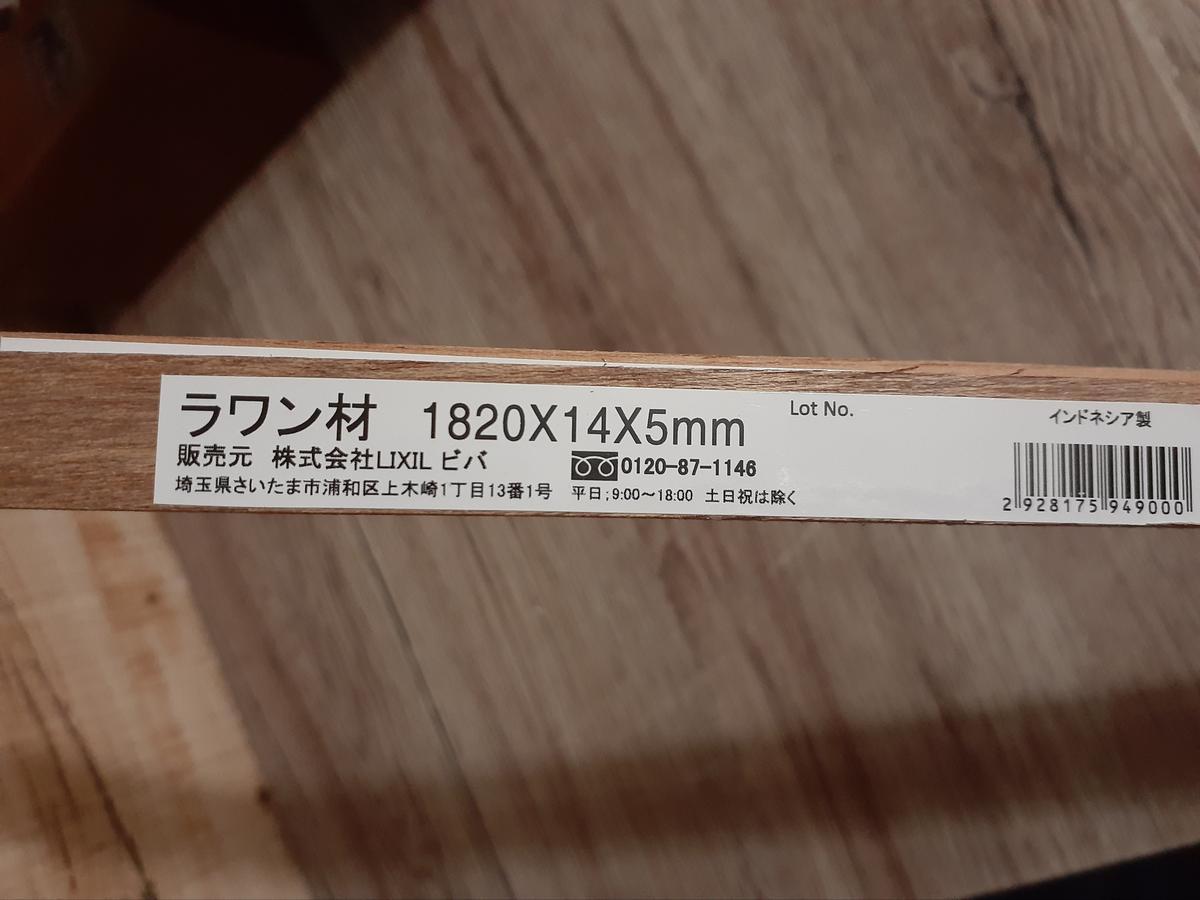 ラワン材 1820X14X5mm
Lot No.
インドネシア製
販売元 株式会社LIXIL ビバ
0120-87-1146
埼玉県さいたま市浦和区上木崎1丁目13番1号 平日;9:00～18:00 土日祝は除く
2928175949000